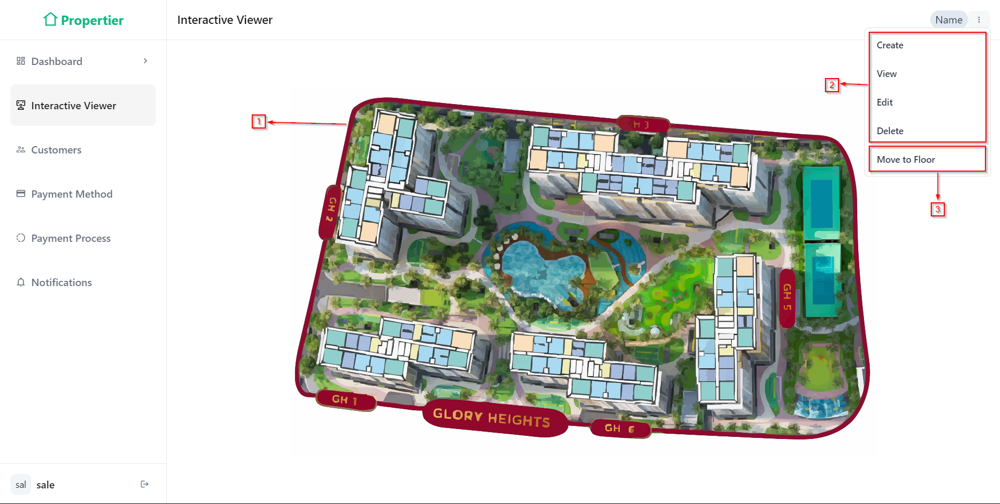 Propertier
Interactive Viewer
Name
Dashboard
Interactive Viewer
Customers
Payment Method
Payment Process
Notifications
sal
sale
Create
View
Edit
Delete
Move to Floor
1
2
3
H 3
GH 2
GH 5
GH 1
GLORY HEIGHTS
GH 6